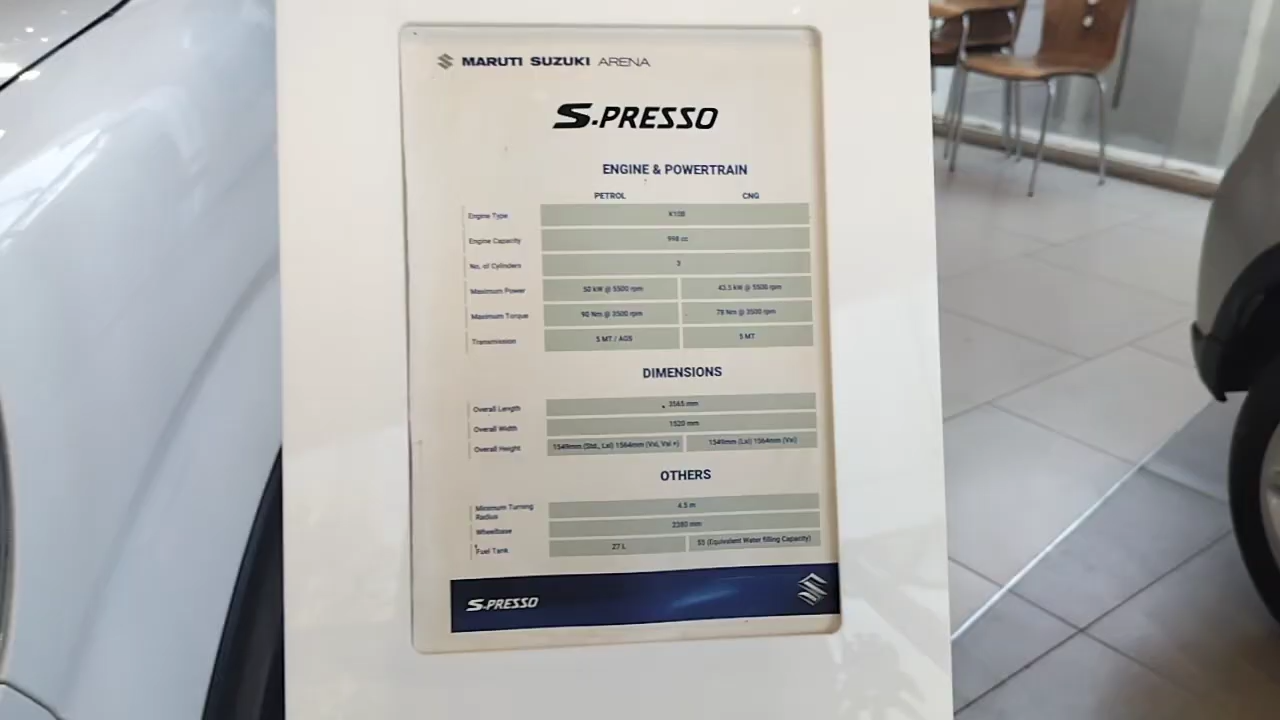 MARUTI SUZUKI ARENA
S-PRESSO
ENGINE & POWERTRAIN
PETROL CNG
Engine Type K10B
Engine Capacity 998 cc
No. of Cylinders 3
Maximum Power 50 kW @ 5500 rpm 43.5 kW @ 5500 rpm
Maximum Torque 90 Nm @ 3500 rpm 78 Nm @ 3500 rpm
Transmission 5 MT / AGS 5 MT
DIMENSIONS
Overall Length 3565 mm
Overall Width 1520 mm
Overall Height 1549mm (Std., Lxi) 1564mm (Vxi, Vxi +) 1549mm (Lxi) 1564mm (Vxi)
OTHERS
Minimum Turning Radius 4.5 m
Wheelbase 2380 mm
Fuel Tank 27 L 55 (Equivalent Water filling Capacity)
S-PRESSO